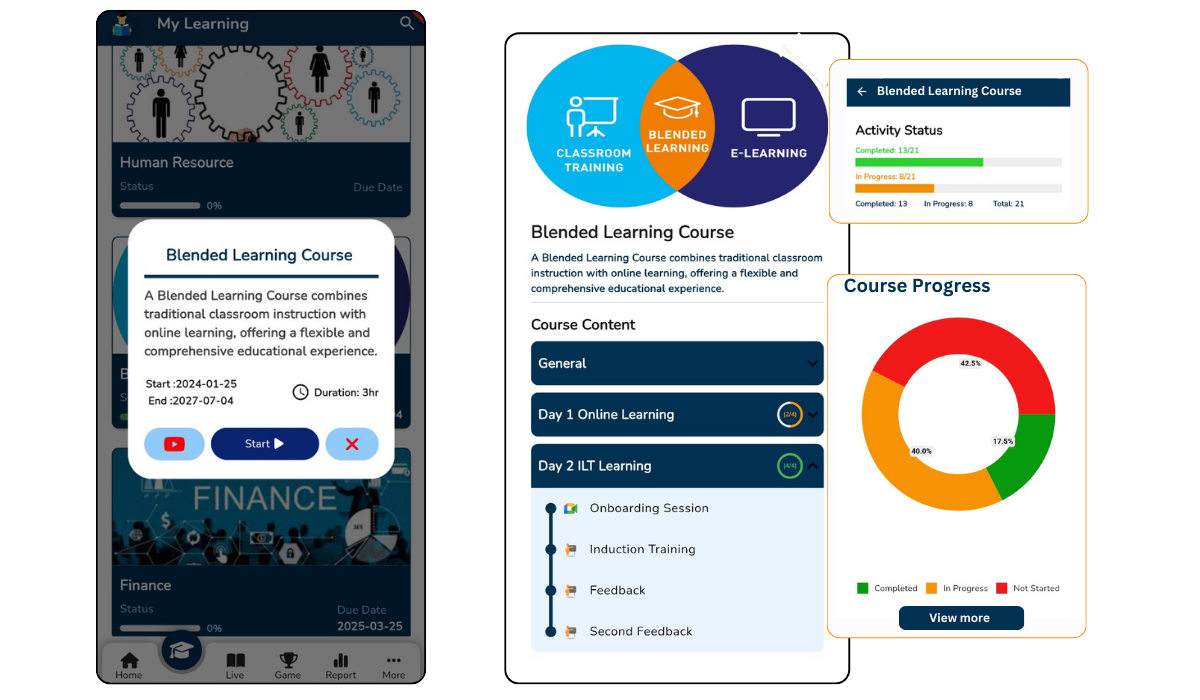 My Learning
Human Resource
Status
Due Date
0%
Blended Learning Course
A Blended Learning Course combines
traditional classroom instruction with
online learning, offering a flexible and
comprehensive educational experience.
Start :2024-01-25
End :2027-07-04
Duration: 3hr
Start
B
S
4
FINANCE
Finance
Status
Due Date
0%
2025-03-25
Home
Live
Game
Report
More
CLASSROOM
TRAINING
BLENDED
LEARNING
E-LEARNING
Blended Learning Course
A Blended Learning Course combines traditional classroom
instruction with online learning, offering a flexible and
comprehensive educational experience.
Course Content
General
Day 1 Online Learning
(2/4)
Day 2 ILT Learning
(4/4)
Onboarding Session
Induction Training
Feedback
Second Feedback
Blended Learning Course
Activity Status
Completed: 13/21
In Progress: 8/21
Completed: 13 In Progress: 8 Total: 21
Course Progress
42.5%
17.5%
40.0%
Completed In Progress Not Started
View more